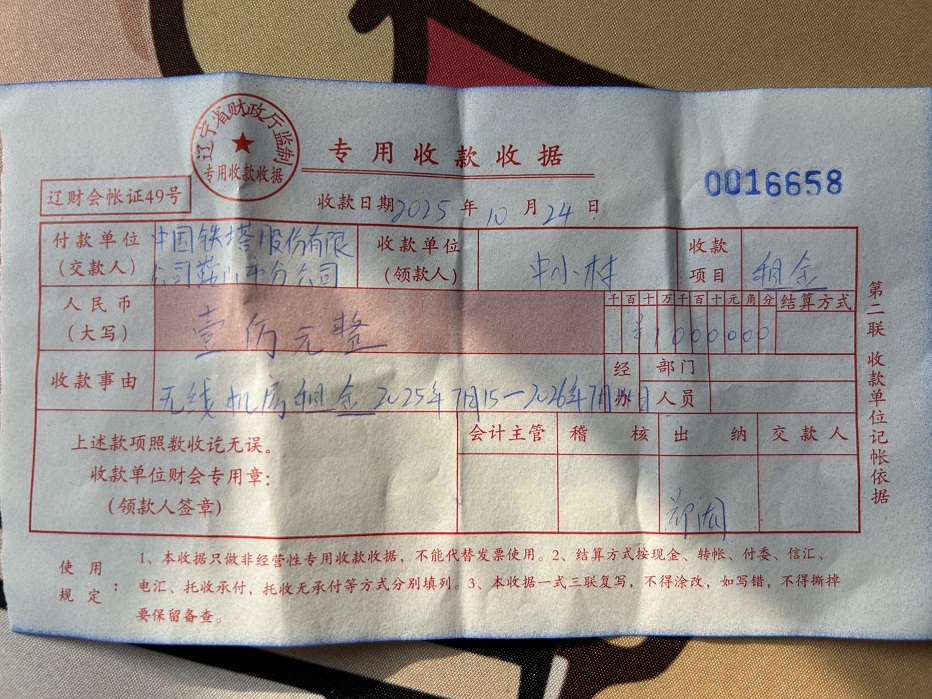 辽宁省财政厅监制
专用收款收据
专用收款收据
0016658
辽财会帐证49号
收款日期 2025 年 10 月 24 日
付款单位
（交款人）
中国铁塔股份有限
公司鞍山市分公司
收款单位
（领款人）
收款
项目
租金
人民币
（大写）
壹 元整
千 百 十 万 千 百 十 元 角 分
¥1000000
结算方式
收款事由
无线机房租金2025年7月15—2026年7月 日
经办
部门
人员
上述款项照数收讫无误。
收款单位财会专用章：
（领款人签章）
会计主管
稽 核
出 纳
交 款 人
第二联 收款单位记帐依据
使用规定：
1、本收据只做非经营性专用收款收据，不能代替发票使用。2、结算方式按现金、转帐、付委、信汇、
电汇、托收承付，托收无承付等方式分别填列。3、本收据一式三联复写，不得涂改，如写错，不得撕掉
要保留备查。